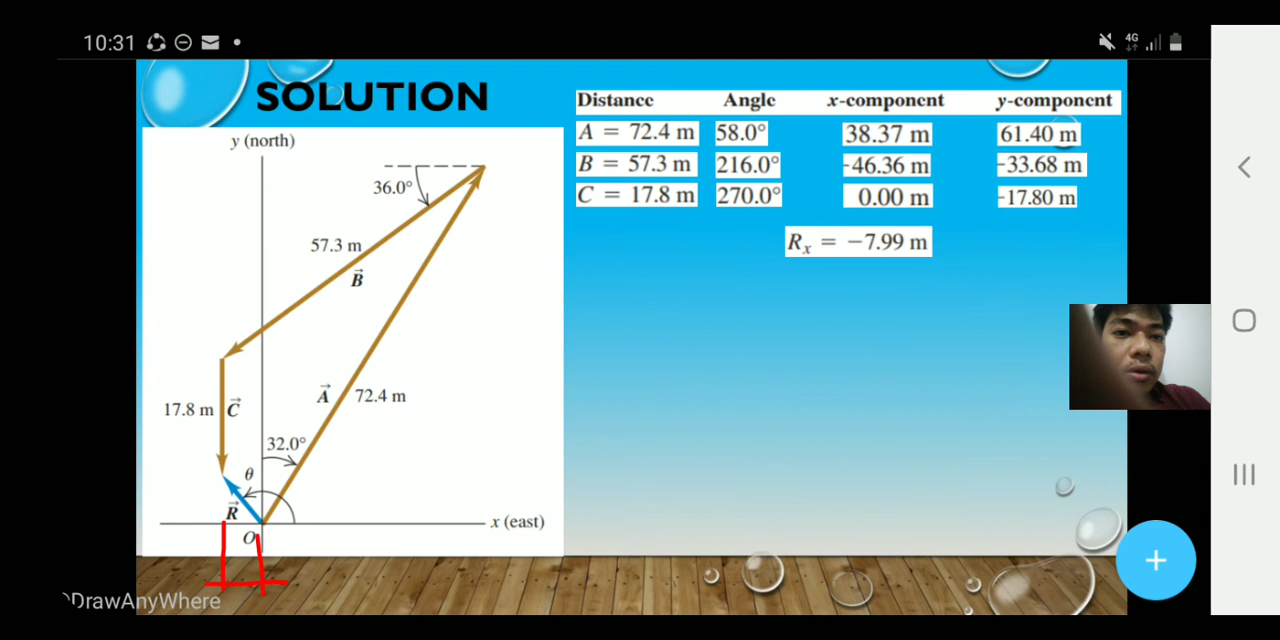 10:31
4G
SOLUTION
Distance Angle x-component y-component
A = 72.4 m 58.0° 38.37 m 61.40 m
B = 57.3 m 216.0° -46.36 m -33.68 m
C = 17.8 m 270.0° 0.00 m -17.80 m
Rx = −7.99 m
y (north)
36.0°
57.3 m
B
A 72.4 m
17.8 m C
32.0°
θ
R
x (east)
O
DrawAnyWhere